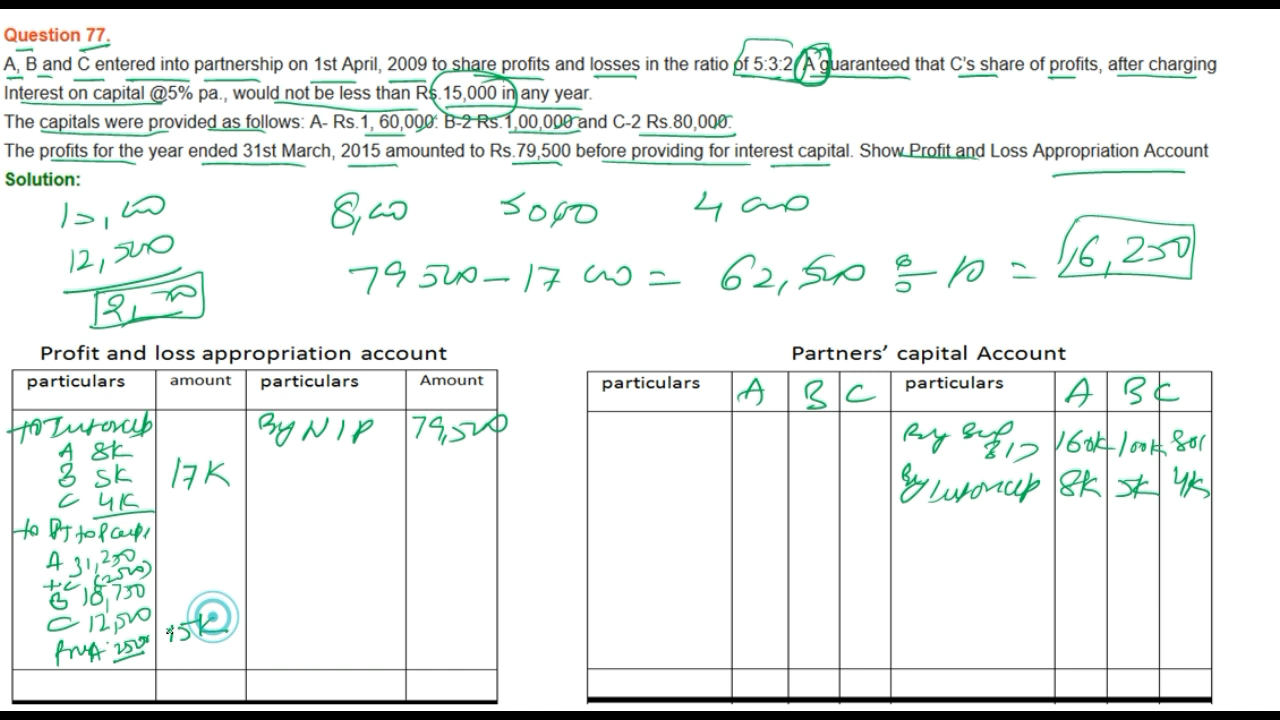 Question 77.
A, B and C entered into partnership on 1st April, 2009 to share profits and losses in the ratio of 5:3:2. A guaranteed that C's share of profits, after charging
Interest on capital @5% pa., would not be less than Rs.15,000 in any year.
The capitals were provided as follows: A- Rs.1, 60,000. B-2 Rs.1,00,000 and C-2 Rs.80,000.
The profits for the year ended 31st March, 2015 amounted to Rs.79,500 before providing for interest capital. Show Profit and Loss Appropriation Account
Solution:
8,000 5000 4000
12,500
79500 - 17000 = 62,500 - 10 = 16,250
Profit and loss appropriation account
particulars amount particulars Amount
By N/P 79,500
A 8K
B 5K 17K
C 4K
A 31,250
(2500)
B 18,750
C 12,500 15K
2500
Partners' capital Account
particulars A B C particulars A B C
By 160K 100K 80K
By 8K 5K 4K